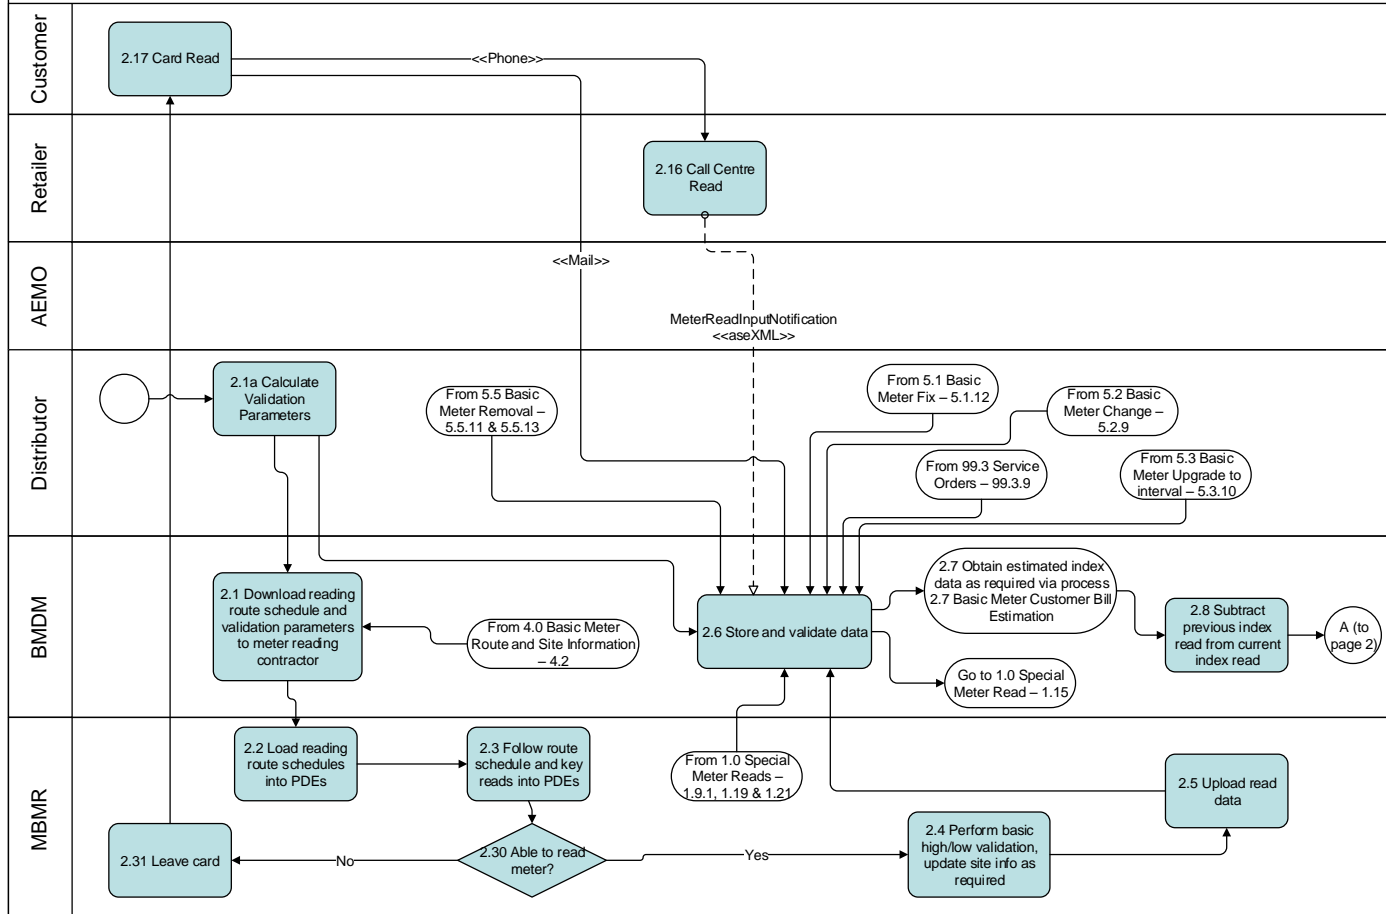 Customer
2.17 Card Read
<<Phone>>
Retailer
2.16 Call Centre
Read
AEMO
<<Mail>>
MeterReadInputNotification
<<aseXML>>
Distributor
2.1a Calculate
Validation
Parameters
From 5.5 Basic
Meter Removal –
5.5.11 & 5.5.13
From 5.1 Basic
Meter Fix – 5.1.12
From 5.2 Basic
Meter Change –
5.2.9
From 99.3 Service
Orders – 99.3.9
From 5.3 Basic
Meter Upgrade to
interval – 5.3.10
BMDM
2.1 Download reading
route schedule and
validation parameters
to meter reading
contractor
From 4.0 Basic Meter
Route and Site Information
– 4.2
2.6 Store and validate data
2.7 Obtain estimated index
data as required via process
2.7 Basic Meter Customer Bill
Estimation
Go to 1.0 Special
Meter Read – 1.15
2.8 Subtract
previous index
read from current
index read
A (to
page 2)
MBMR
2.2 Load reading
route schedules
into PDEs
2.3 Follow route
schedule and key
reads into PDEs
From 1.0 Special
Meter Reads –
1.9.1, 1.19 & 1.21
2.5 Upload read
data
2.31 Leave card
No
2.30 Able to read
meter?
Yes
2.4 Perform basic
high/low validation,
update site info as
required